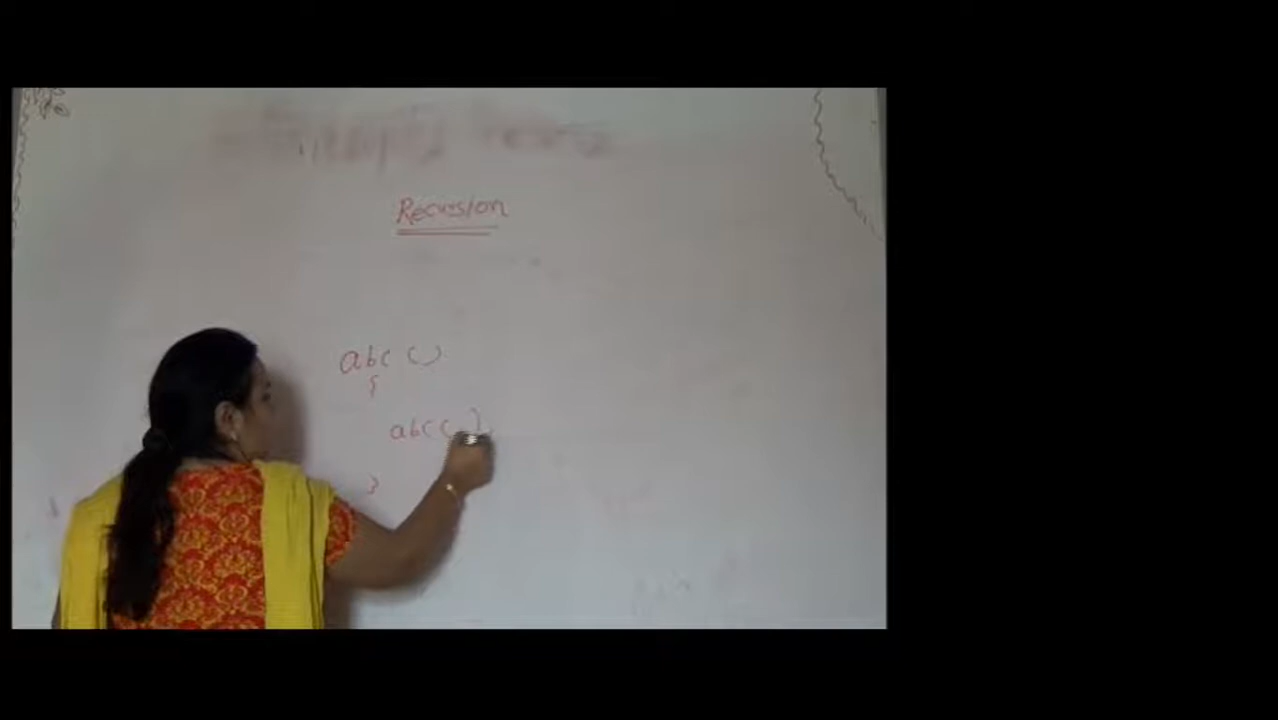 Recursion
abc ()
{
abc ( )
}